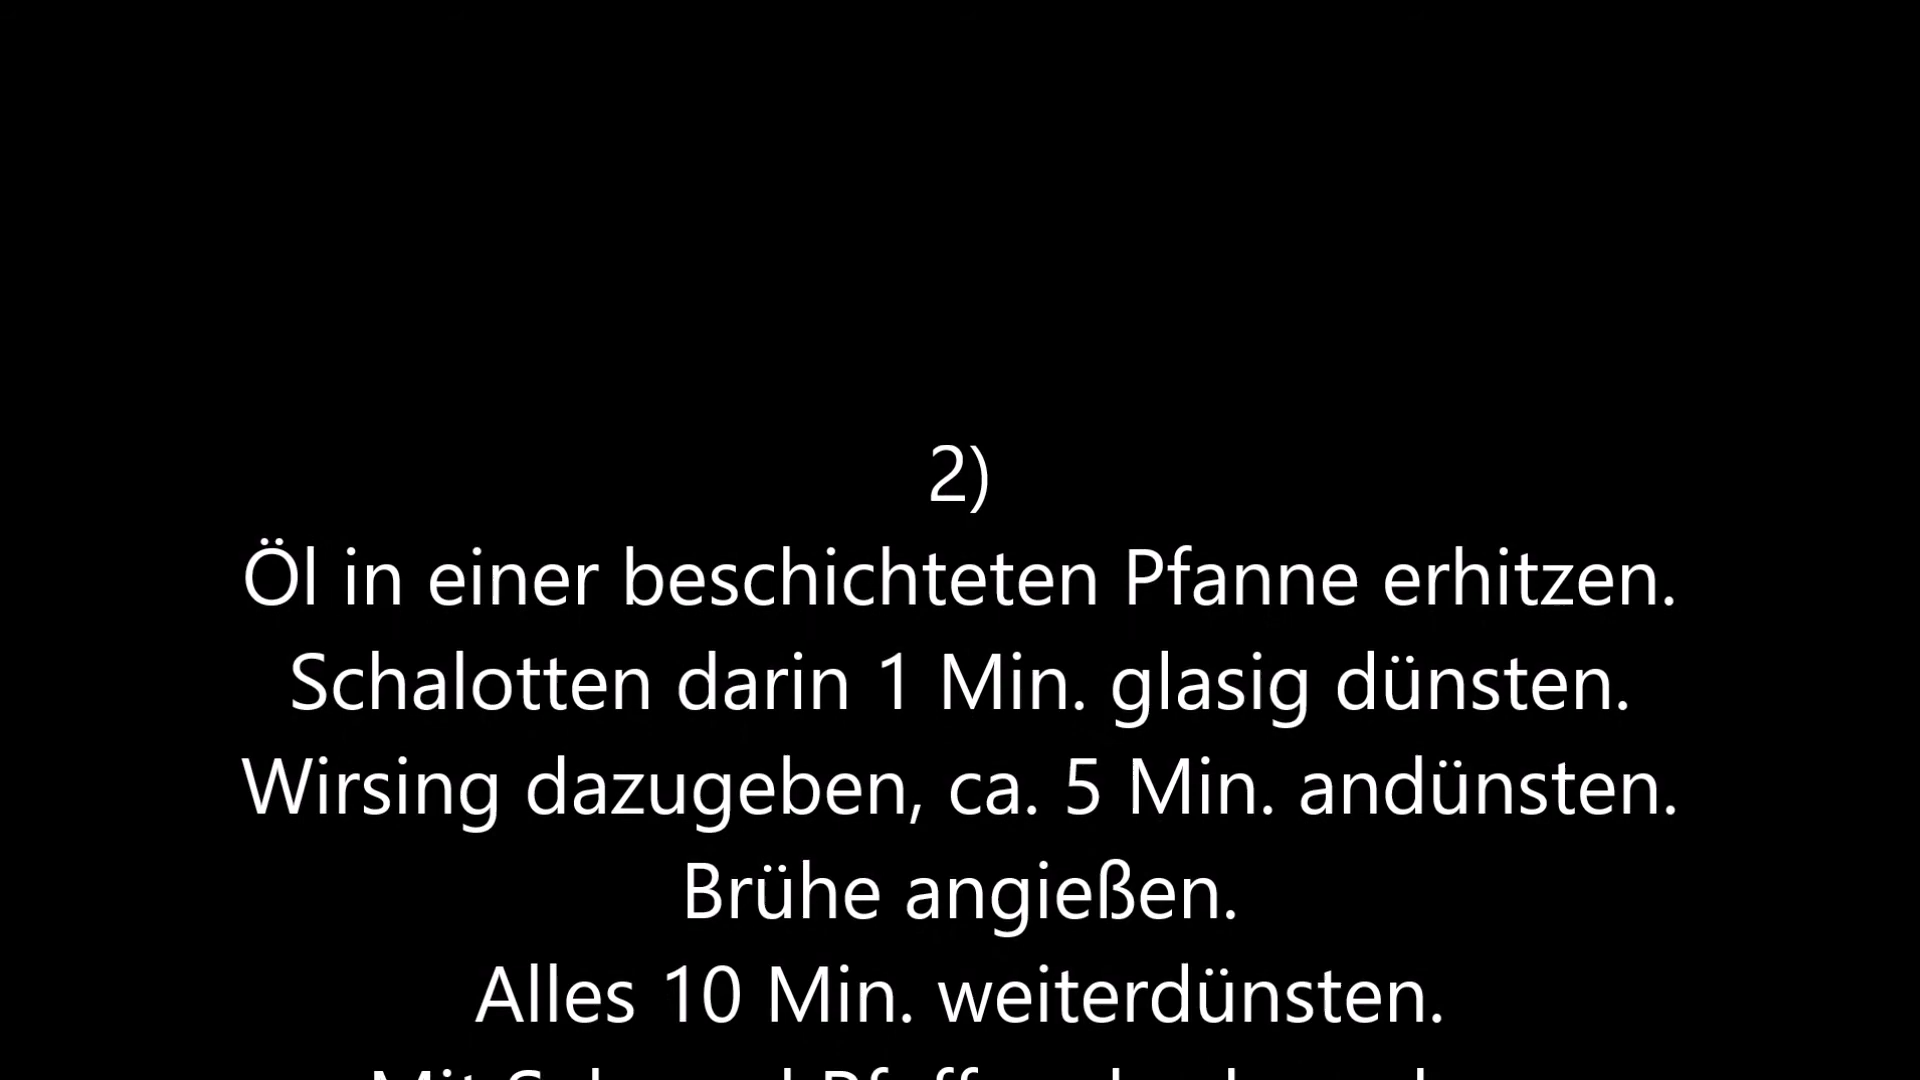 2)
Öl in einer beschichteten Pfanne erhitzen.
Schalotten darin 1 Min. glasig dünsten.
Wirsing dazugeben, ca. 5 Min. andünsten.
Brühe angießen.
Alles 10 Min. weiterdünsten.